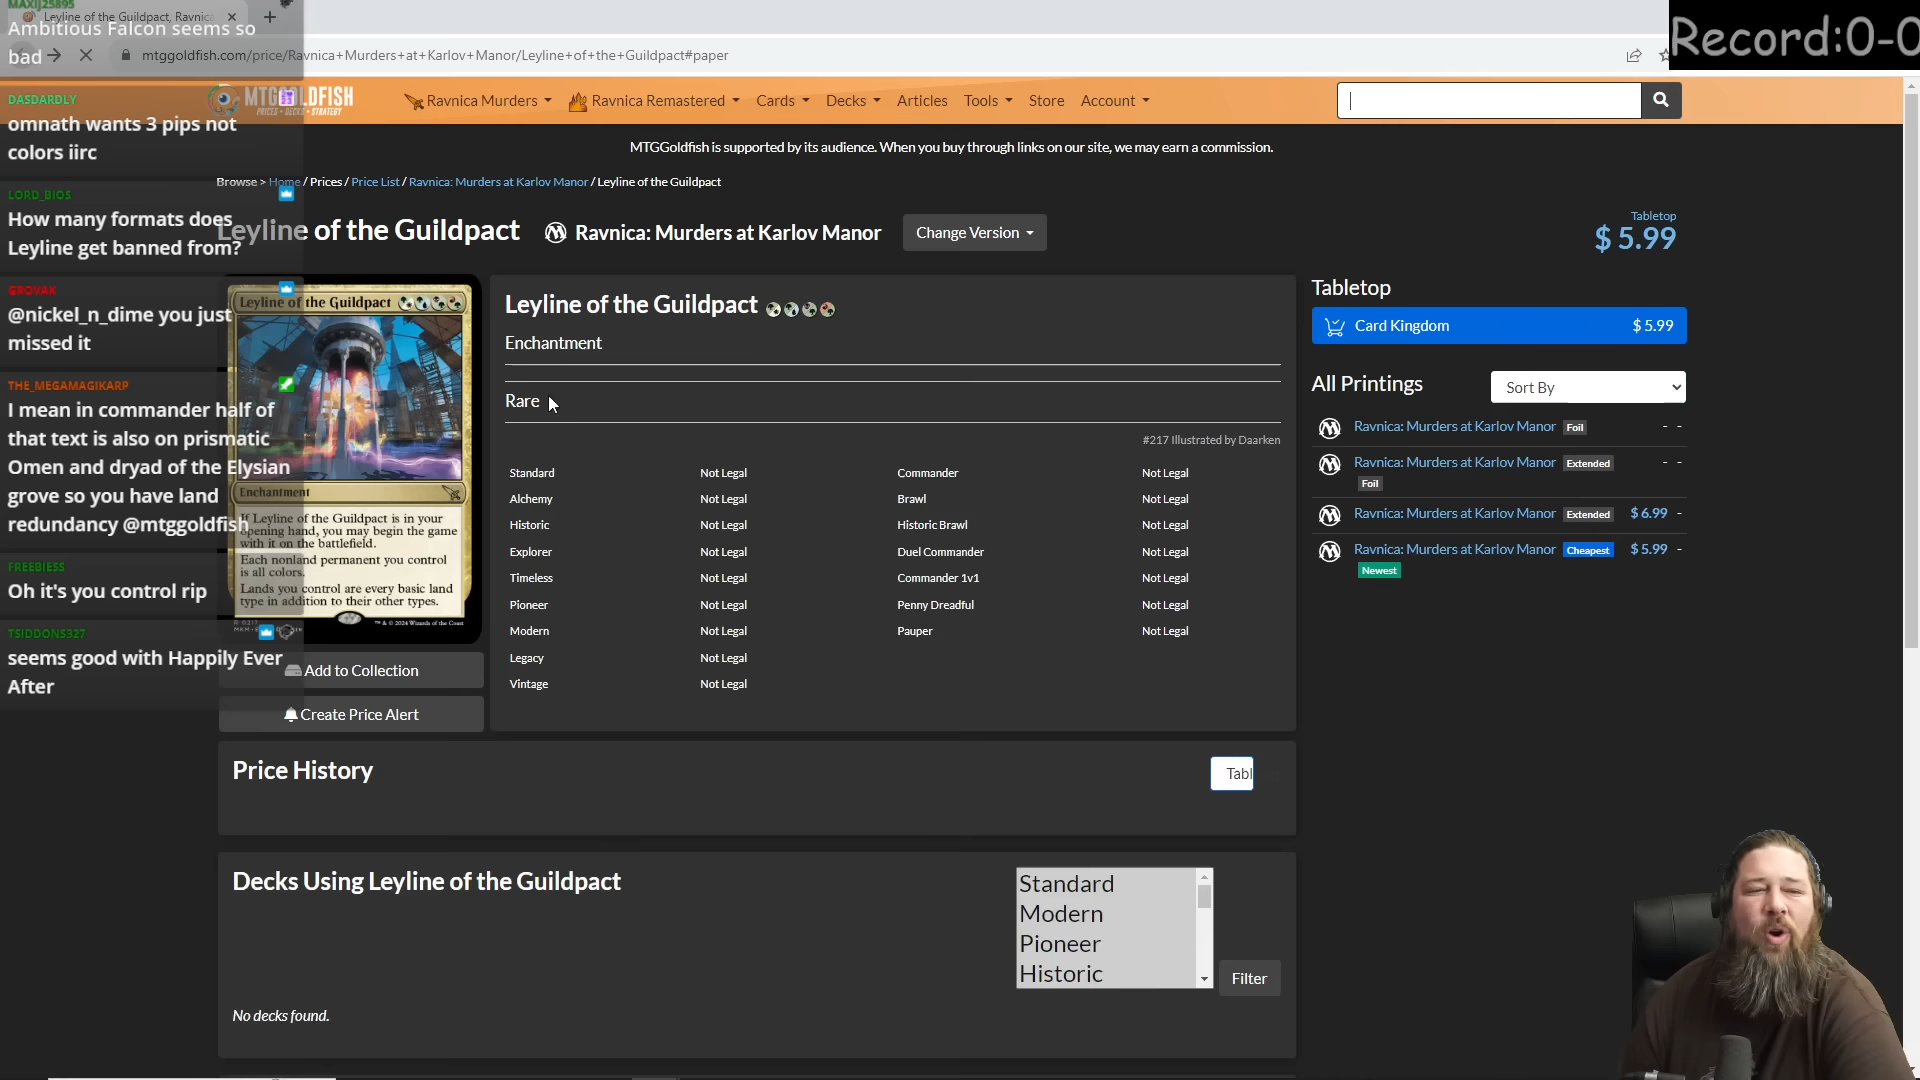 MAXIJ25895
Ambitious Falcon seems so
bad
DASDARDLY
omnath wants 3 pips not
colors iirc
LORD_BIOS
How many formats does
Leyline get banned from?
GROVAK
@nickel_n_dime you just
missed it
THE_MEGAMAGIKARP
I mean in commander half of
that text is also on prismatic
Omen and dryad of the Elysian
grove so you have land
redundancy @mtggoldfish
FREEBIESS
Oh it's you control rip
TSIDDONS327
seems good with Happily Ever
After
Leyline of the Guildpact, Ravnic
mtggoldfish.com/price/Ravnica+Murders+at+Karlov+Manor/Leyline+of+the+Guildpact#paper
Record:0-0
MTGGOLDFISH
Ravnica Murders
Ravnica Remastered
Cards
Decks
Articles
Tools
Store
Account
MTGGoldfish is supported by its audience. When you buy through links on our site, we may earn a commission.
Browse > Home / Prices / Price List / Ravnica: Murders at Karlov Manor / Leyline of the Guildpact
Leyline of the Guildpact
Ravnica: Murders at Karlov Manor
Change Version
Tabletop
$ 5.99
Leyline of the Guildpact
Enchantment
If Leyline of the Guildpact is in your
opening hand, you may begin the game
with it on the battlefield.
Each nonland permanent you control
is all colors.
Lands you control are every basic land
type in addition to their other types.
Add to Collection
Create Price Alert
Leyline of the Guildpact
Enchantment
Rare
#217 Illustrated by Daarken
Standard Not Legal Commander Not Legal
Alchemy Not Legal Brawl Not Legal
Historic Not Legal Historic Brawl Not Legal
Explorer Not Legal Duel Commander Not Legal
Timeless Not Legal Commander 1v1 Not Legal
Pioneer Not Legal Penny Dreadful Not Legal
Modern Not Legal Pauper Not Legal
Legacy Not Legal
Vintage Not Legal
Tabletop
Card Kingdom $ 5.99
All Printings
Sort By
Ravnica: Murders at Karlov Manor Foil - -
Ravnica: Murders at Karlov Manor Extended - -
Foil
Ravnica: Murders at Karlov Manor Extended $ 6.99 -
Ravnica: Murders at Karlov Manor Cheapest $ 5.99 -
Newest
Price History
Tabl
Decks Using Leyline of the Guildpact
Standard
Modern
Pioneer
Historic
Filter
No decks found.